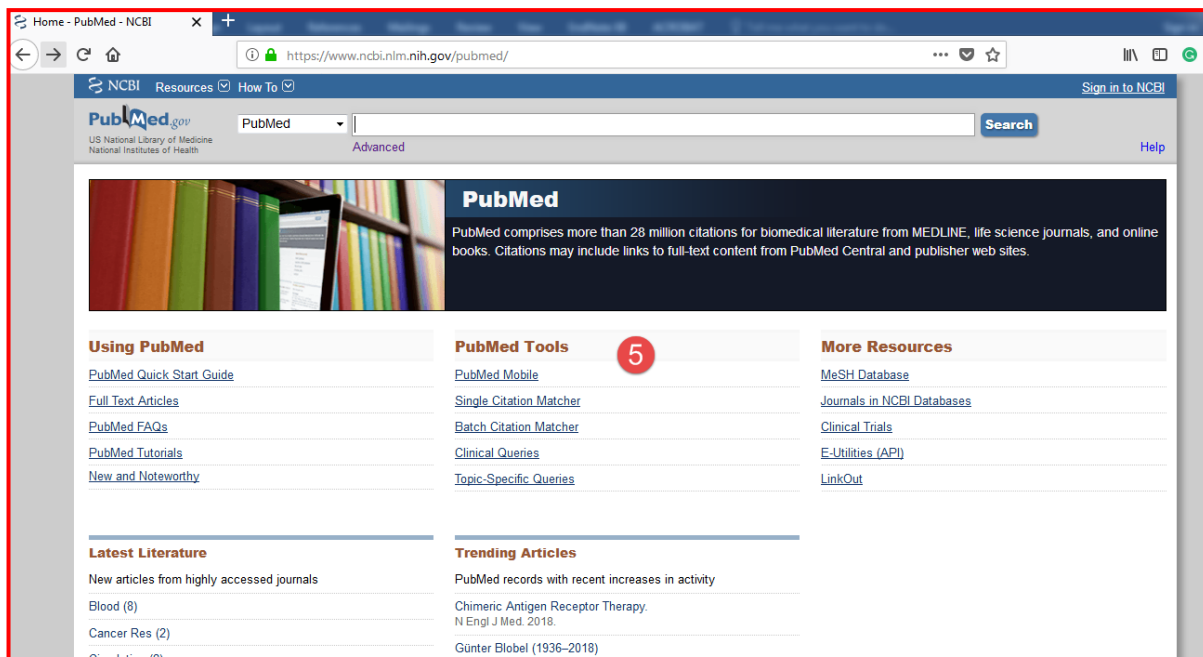 Home - PubMed - NCBI
https://www.ncbi.nlm.nih.gov/pubmed/
NCBI Resources How To Sign in to NCBI
PubMed.gov
US National Library of Medicine
National Institutes of Health
PubMed
Search
Advanced
Help
PubMed
PubMed comprises more than 28 million citations for biomedical literature from MEDLINE, life science journals, and online
books. Citations may include links to full-text content from PubMed Central and publisher web sites.
Using PubMed
PubMed Quick Start Guide
Full Text Articles
PubMed FAQs
PubMed Tutorials
New and Noteworthy
PubMed Tools
5
PubMed Mobile
Single Citation Matcher
Batch Citation Matcher
Clinical Queries
Topic-Specific Queries
More Resources
MeSH Database
Journals in NCBI Databases
Clinical Trials
E-Utilities (API)
LinkOut
Latest Literature
New articles from highly accessed journals
Blood (8)
Cancer Res (2)
Trending Articles
PubMed records with recent increases in activity
Chimeric Antigen Receptor Therapy.
N Engl J Med. 2018.
Günter Blobel (1936–2018)